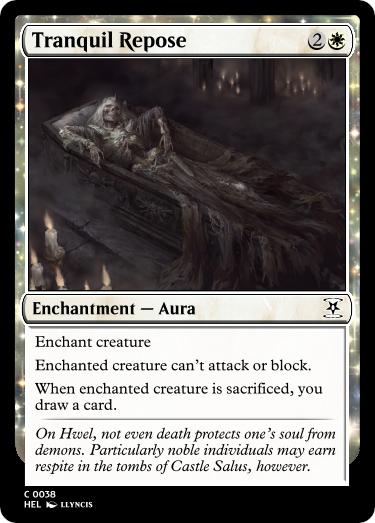 Tranquil Repose 2
Enchantment — Aura
Enchant creature
Enchanted creature can't attack or block.
When enchanted creature is sacrificed, you
draw a card.
On Hwel, not even death protects one's soul from
demons. Particularly noble individuals may earn
respite in the tombs of Castle Salus, however.
C 0038
HEL LLYNCIS